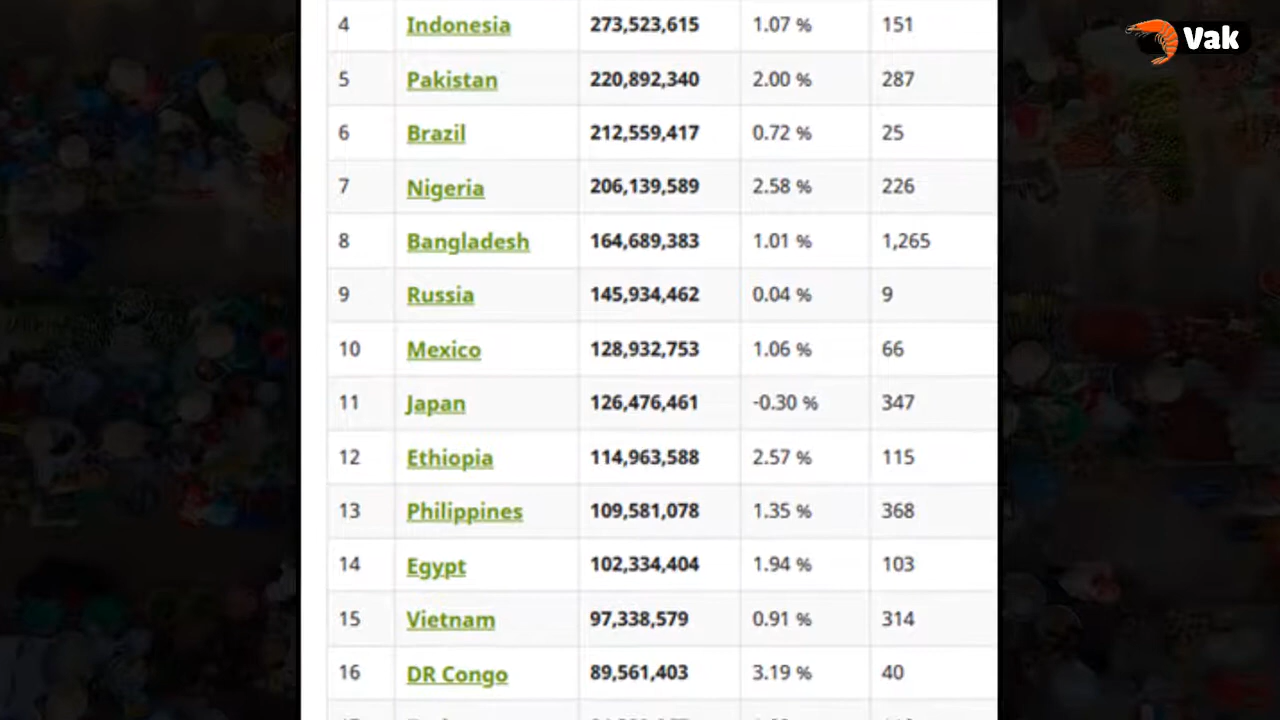 Vak
4 Indonesia 273,523,615 1.07 % 151
5 Pakistan 220,892,340 2.00 % 287
6 Brazil 212,559,417 0.72 % 25
7 Nigeria 206,139,589 2.58 % 226
8 Bangladesh 164,689,383 1.01 % 1,265
9 Russia 145,934,462 0.04 % 9
10 Mexico 128,932,753 1.06 % 66
11 Japan 126,476,461 -0.30 % 347
12 Ethiopia 114,963,588 2.57 % 115
13 Philippines 109,581,078 1.35 % 368
14 Egypt 102,334,404 1.94 % 103
15 Vietnam 97,338,579 0.91 % 314
16 DR Congo 89,561,403 3.19 % 40